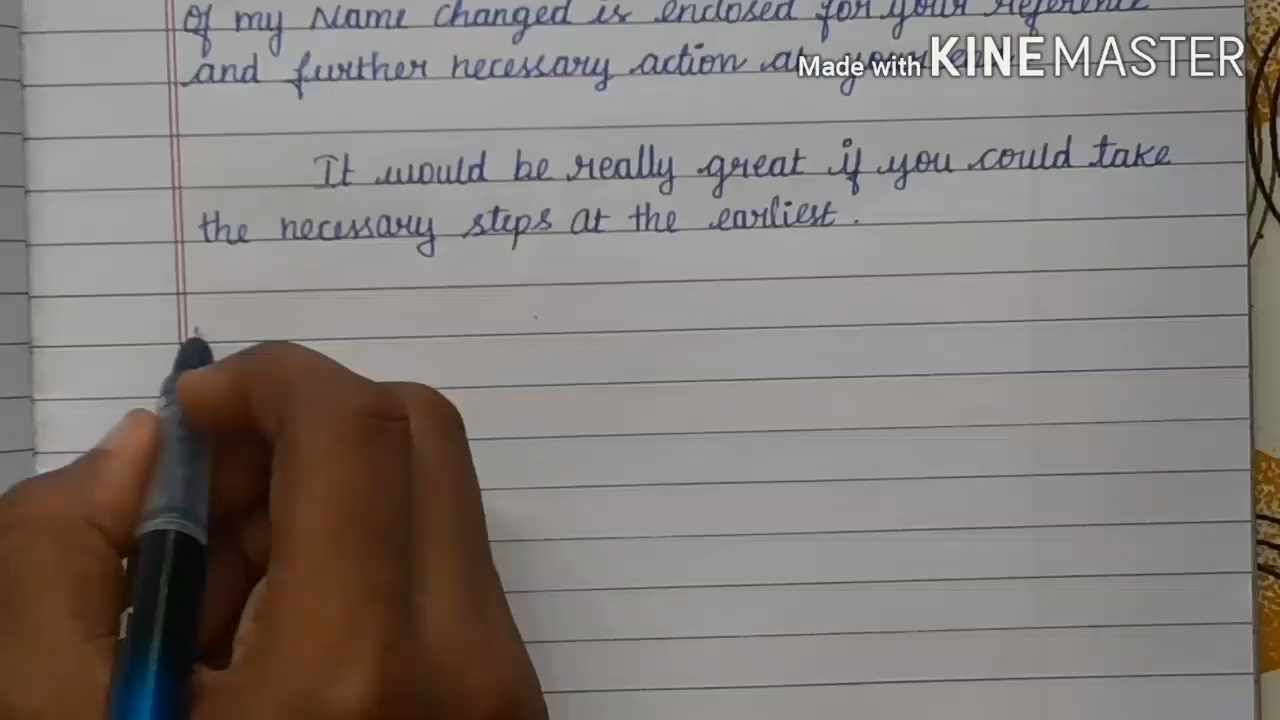 of my Name changed is enclosed for your reference
and further necessary action at
Made with KINEMASTER
It would be really great if you could take
the necessary steps at the earliest.